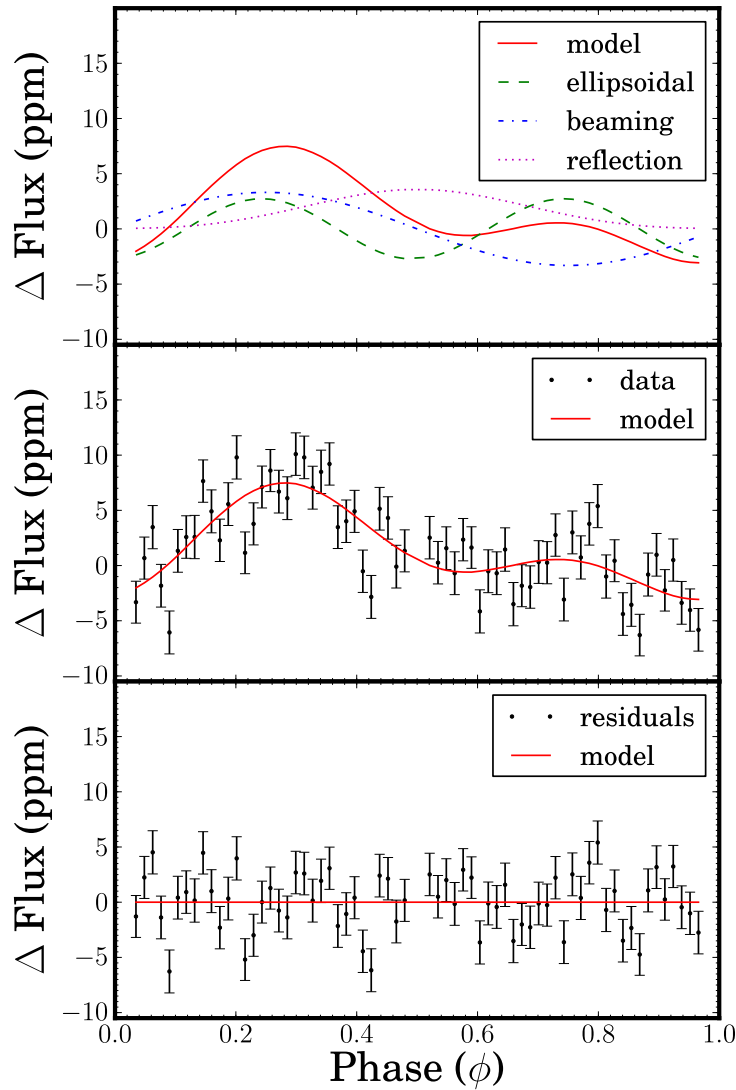 15
10
5
0
−5
−10
Δ Flux (ppm)
model
ellipsoidal
beaming
reflection
15
10
5
0
−5
−10
Δ Flux (ppm)
data
model
15
10
5
0
−5
−10
Δ Flux (ppm)
residuals
model
0.0 0.2 0.4 0.6 0.8 1.0
Phase (ϕ)